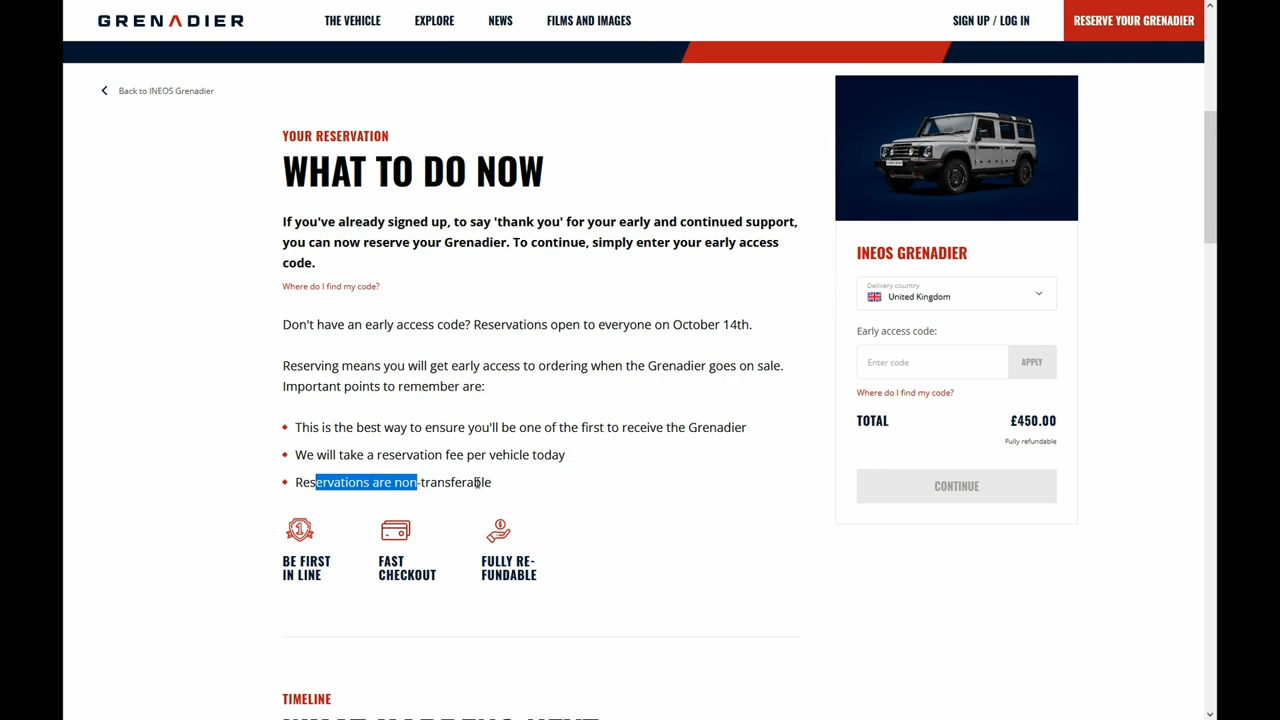 GRENADIER
THE VEHICLE
EXPLORE
NEWS
FILMS AND IMAGES
SIGN UP / LOG IN
RESERVE YOUR GRENADIER
Back to INEOS Grenadier
YOUR RESERVATION
WHAT TO DO NOW
If you've already signed up, to say 'thank you' for your early and continued support,
you can now reserve your Grenadier. To continue, simply enter your early access
code.
Where do I find my code?
Don't have an early access code? Reservations open to everyone on October 14th.
Reserving means you will get early access to ordering when the Grenadier goes on sale.
Important points to remember are:
This is the best way to ensure you'll be one of the first to receive the Grenadier
We will take a reservation fee per vehicle today
Reservations are non-transferable
1
BE FIRST
IN LINE
FAST
CHECKOUT
$
FULLY RE-
FUNDABLE
INEOS GRENADIER
Delivery country
United Kingdom
Early access code:
Enter code
APPLY
Where do I find my code?
TOTAL
£450.00
Fully refundable
CONTINUE
TIMELINE
WHAT HAPPENS NEXT